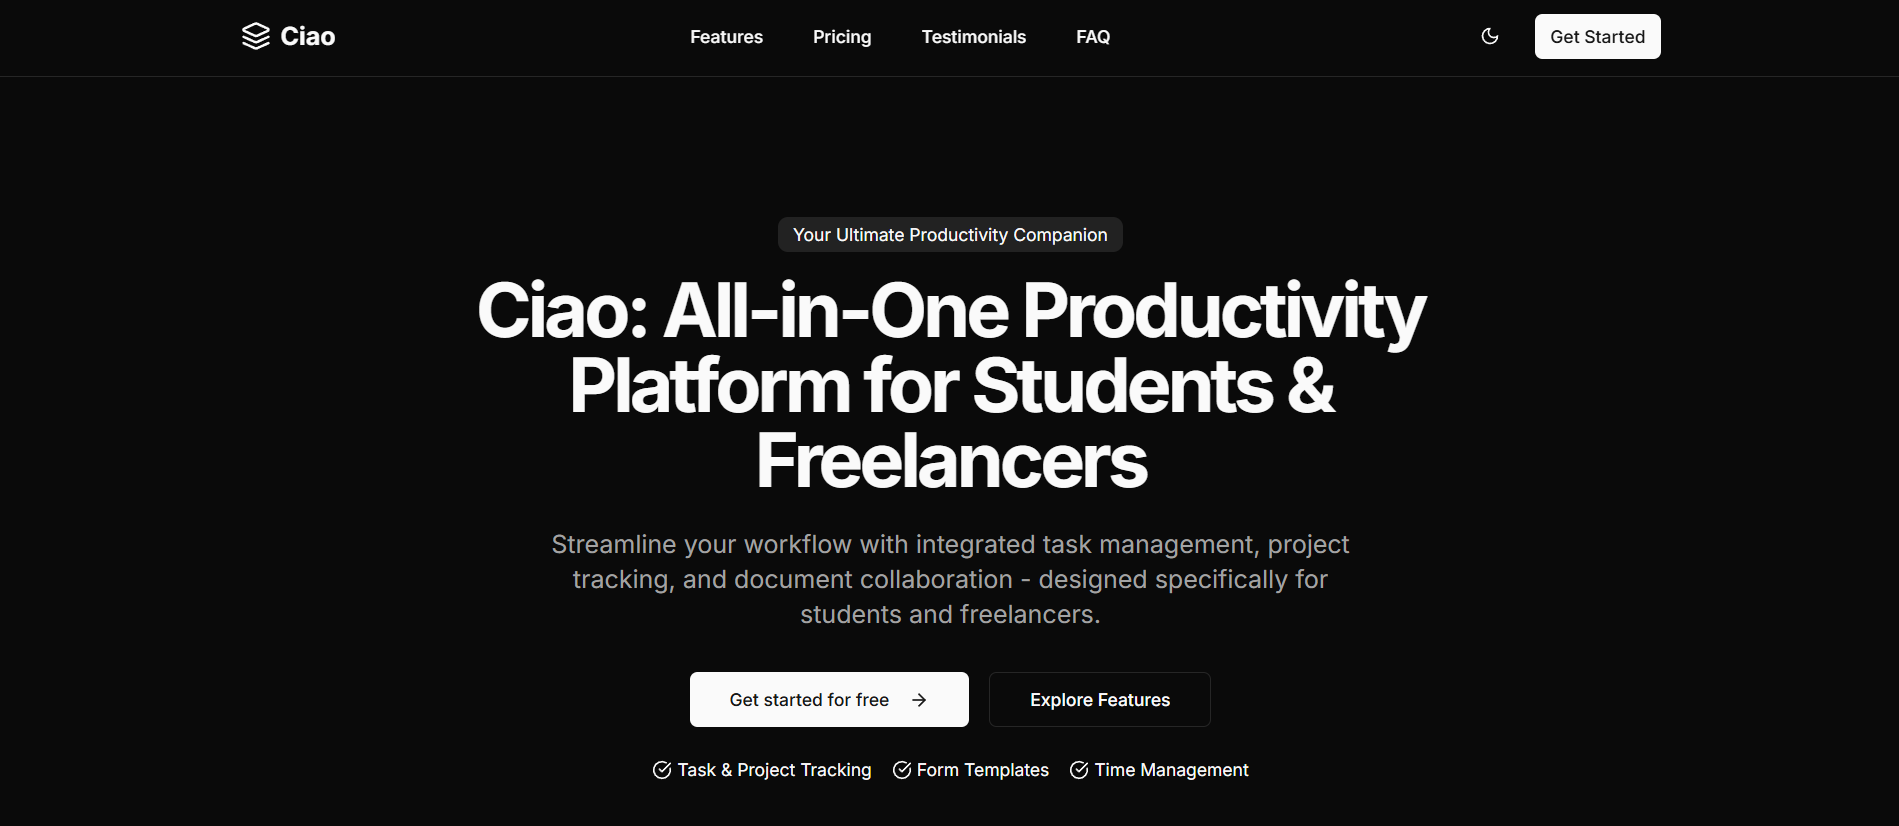 Ciao
Features
Pricing
Testimonials
FAQ
Get Started
Your Ultimate Productivity Companion
Ciao: All-in-One Productivity
Platform for Students &
Freelancers
Streamline your workflow with integrated task management, project
tracking, and document collaboration - designed specifically for
students and freelancers.
Get started for free
Explore Features
Task & Project Tracking
Form Templates
Time Management